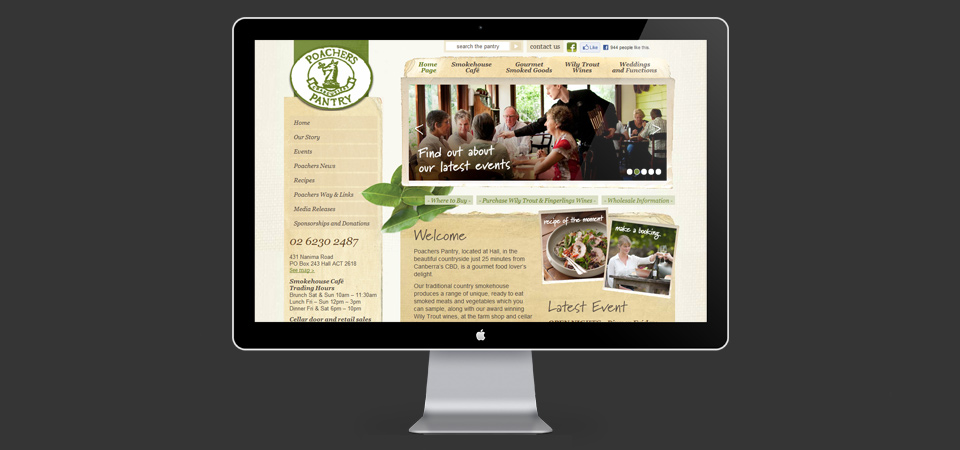 POACHERS
PANTRY
search the pantry
contact us
Like
944 people like this.
Home
Page
Smokehouse
Café
Gourmet
Smoked Goods
Wily Trout
Wines
Weddings
and Functions
Home
Our Story
Events
Poachers News
Recipes
Poachers Way & Links
Media Releases
Sponsorships and Donations
02 6230 2487
431 Nanima Road
PO Box 243 Hall ACT 2618
See map »
Smokehouse Café
Trading Hours
Brunch Sat & Sun 10am – 11:30am
Lunch Fri – Sun 12pm – 3pm
Dinner Fri & Sat 6pm – 10pm
Cellar door and retail sales
Find out about
our latest events
- Where to Buy -
- Purchase Wily Trout & Fingerlings Wines -
- Wholesale Information -
Welcome
Poachers Pantry, located at Hall, in the
beautiful countryside just 25 minutes from
Canberra's CBD, is a gourmet food lover's
delight.
Our traditional country smokehouse
produces a range of unique, ready to eat
smoked meats and vegetables which you
can sample, along with our award winning
Wily Trout wines, at the farm shop and cellar
recipe of the moment
make a booking.
Latest Event